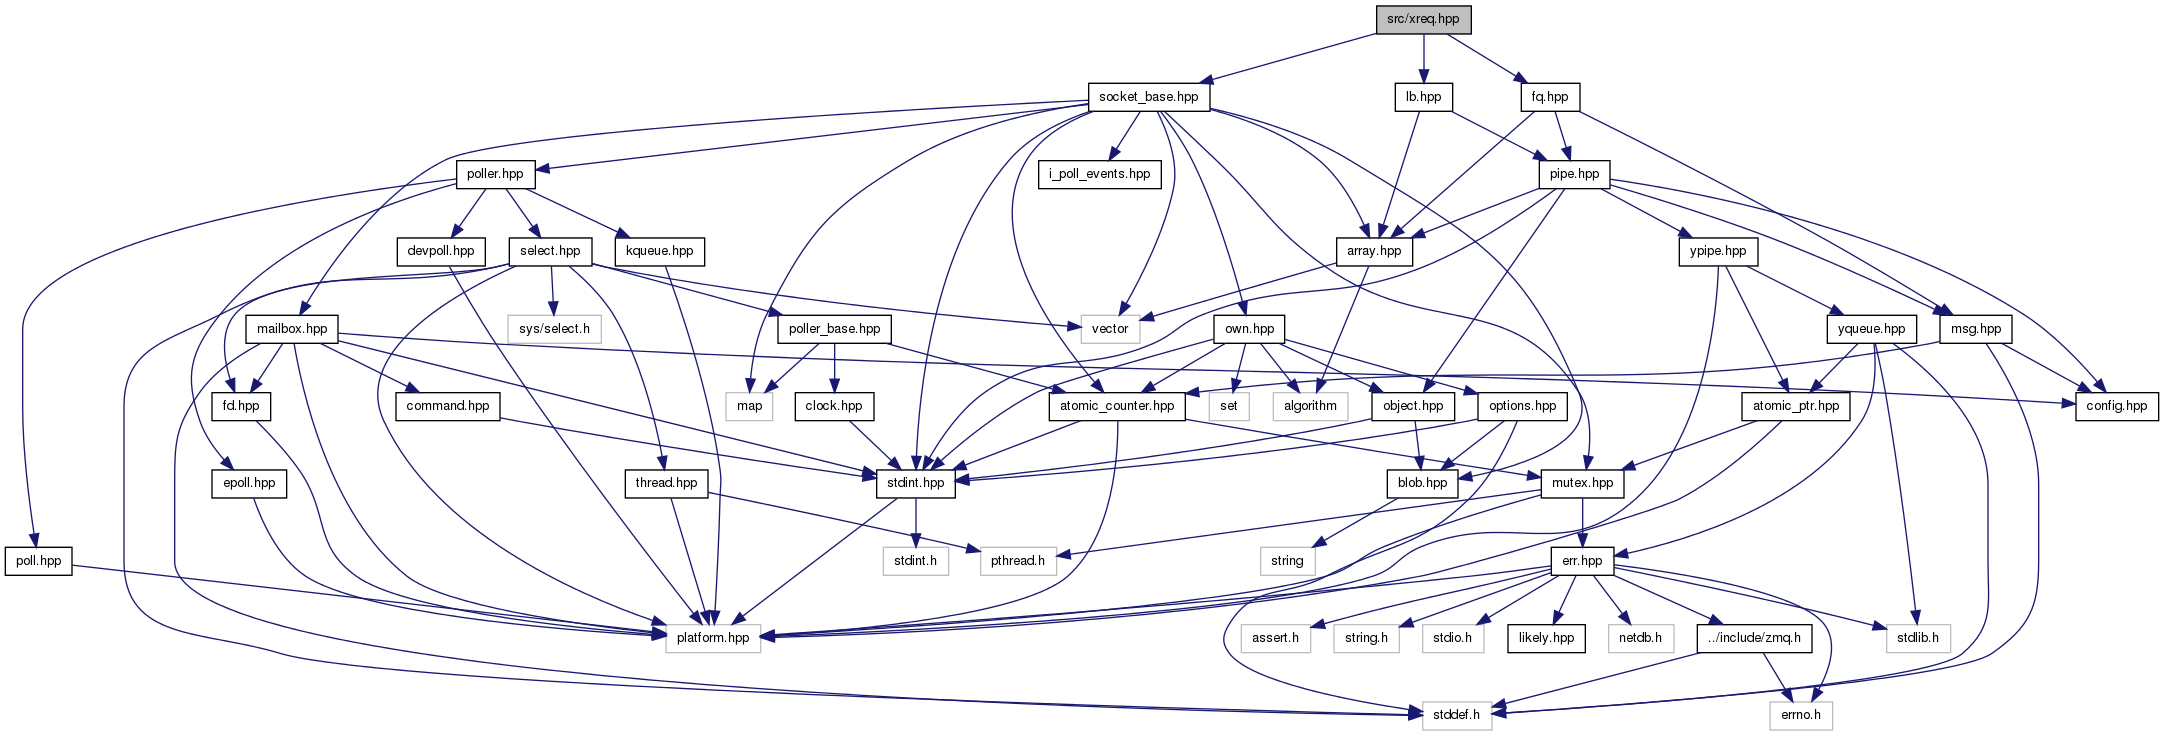 src/xreq.hpp
socket_base.hpp
lb.hpp
fq.hpp
poller.hpp
i_poll_events.hpp
pipe.hpp
devpoll.hpp
select.hpp
kqueue.hpp
array.hpp
ypipe.hpp
mailbox.hpp
sys/select.h
poller_base.hpp
vector
own.hpp
yqueue.hpp
msg.hpp
fd.hpp
command.hpp
map
clock.hpp
atomic_counter.hpp
set
algorithm
object.hpp
options.hpp
atomic_ptr.hpp
config.hpp
epoll.hpp
thread.hpp
stdint.hpp
blob.hpp
mutex.hpp
poll.hpp
stdint.h
pthread.h
string
err.hpp
platform.hpp
assert.h
string.h
stdio.h
likely.hpp
netdb.h
../include/zmq.h
stdlib.h
stddef.h
errno.h